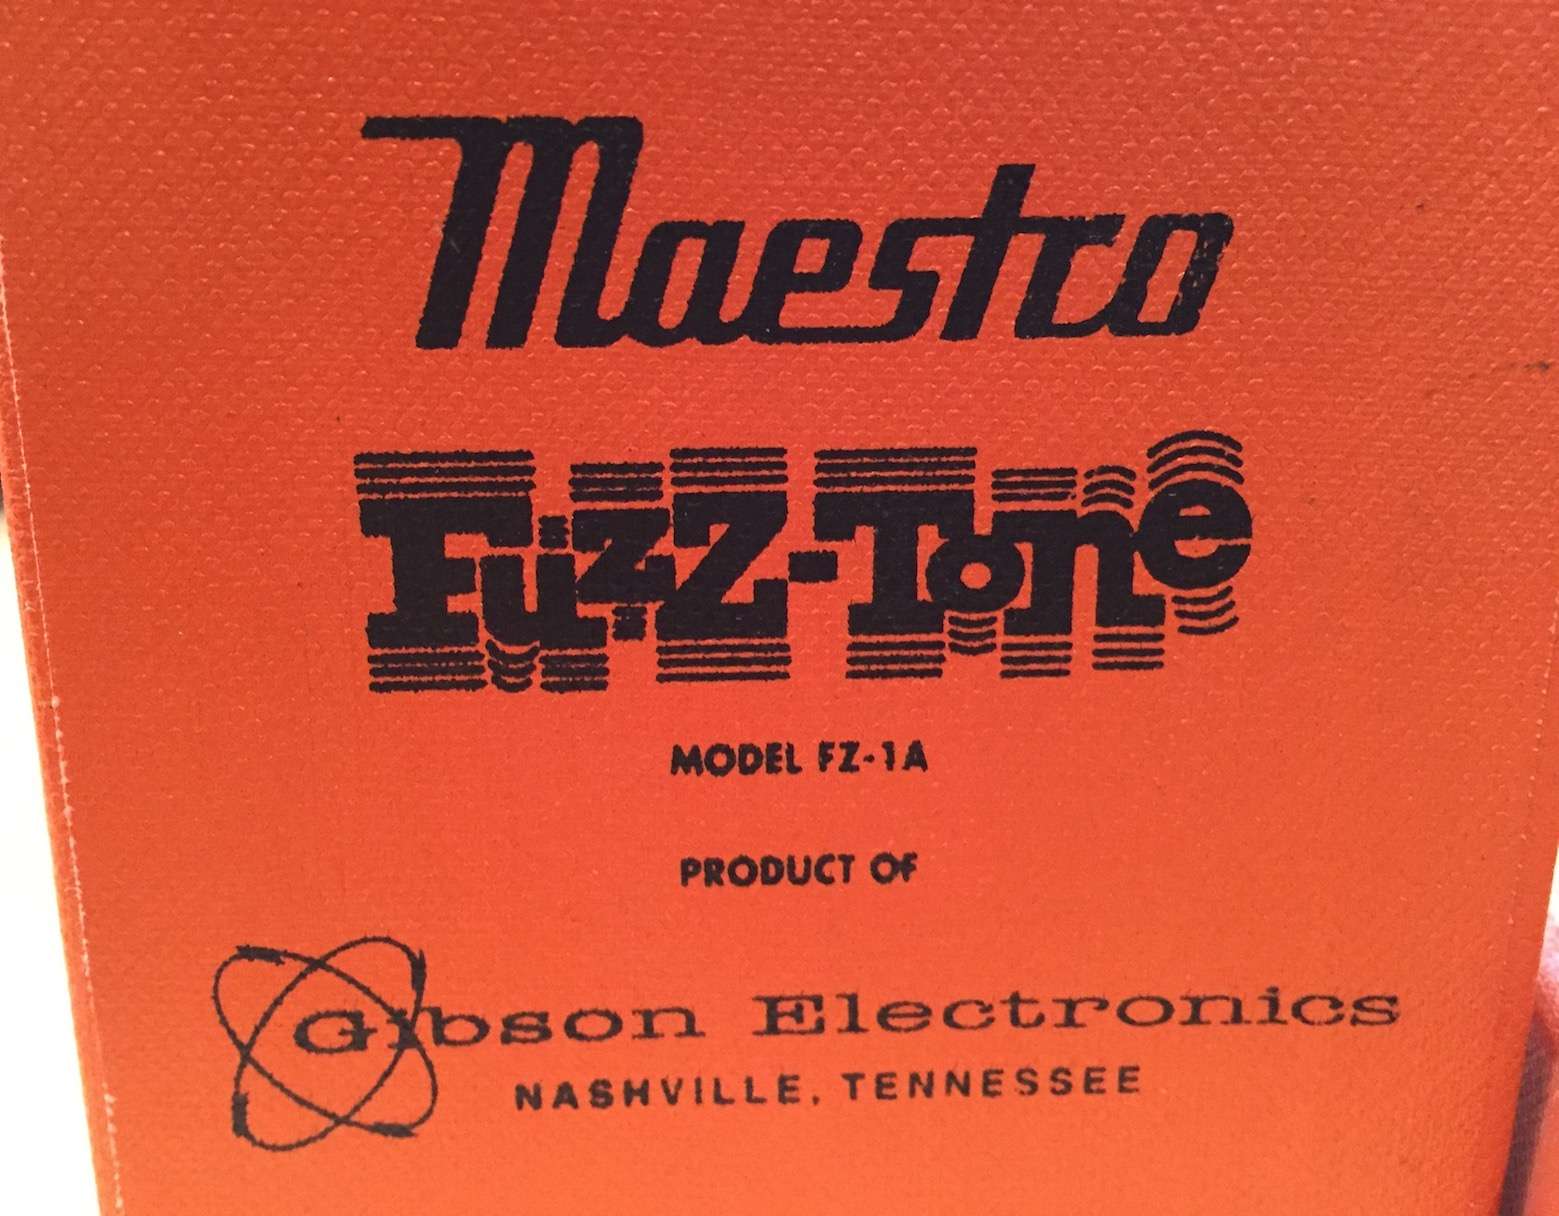 Maestro
Fuzz-Tone
MODEL FZ-1A
PRODUCT OF
Gibson Electronics
NASHVILLE, TENNESSEE